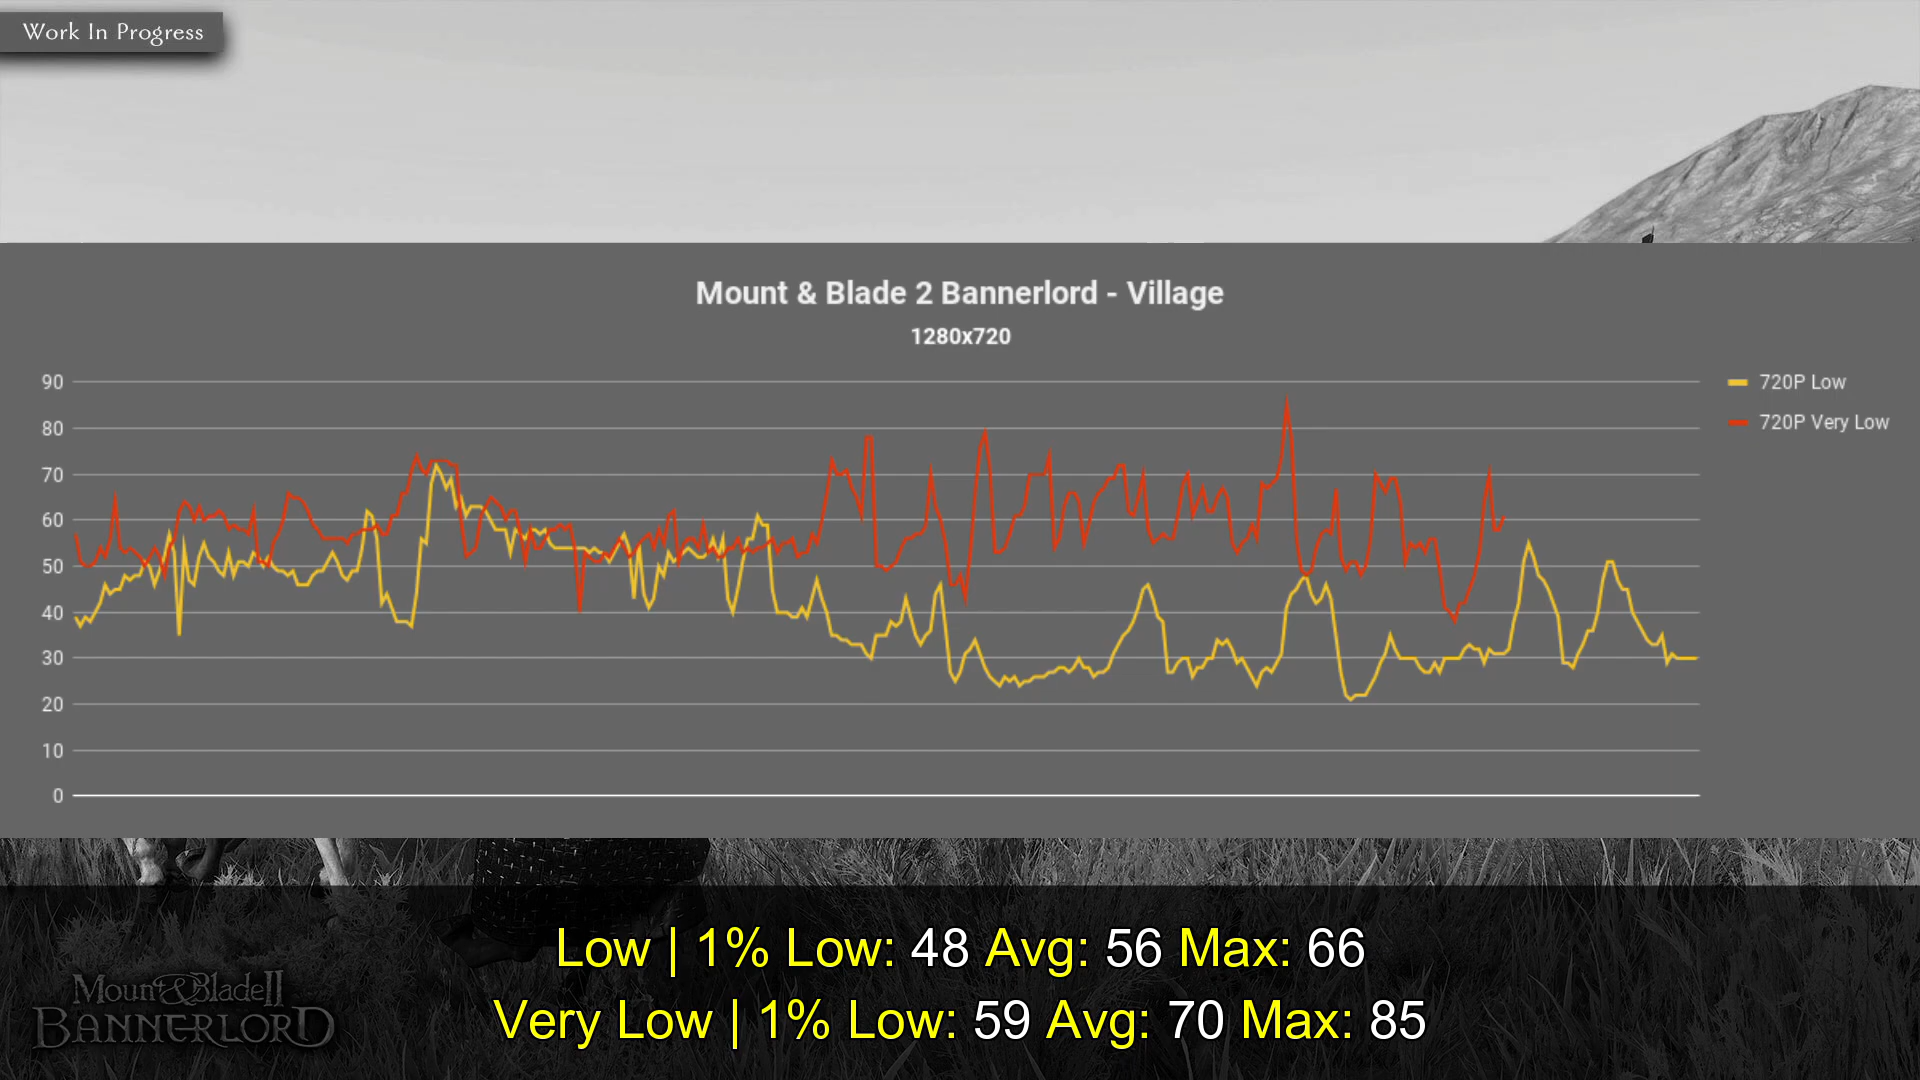 Work In Progress
Mount & Blade 2 Bannerlord - Village
1280x720
90
80
70
60
50
40
30
20
10
0
720P Low
720P Very Low
Low | 1% Low: 48 Avg: 56 Max: 66
Very Low | 1% Low: 59 Avg: 70 Max: 85
Mount&Blade II
BANNERLORD